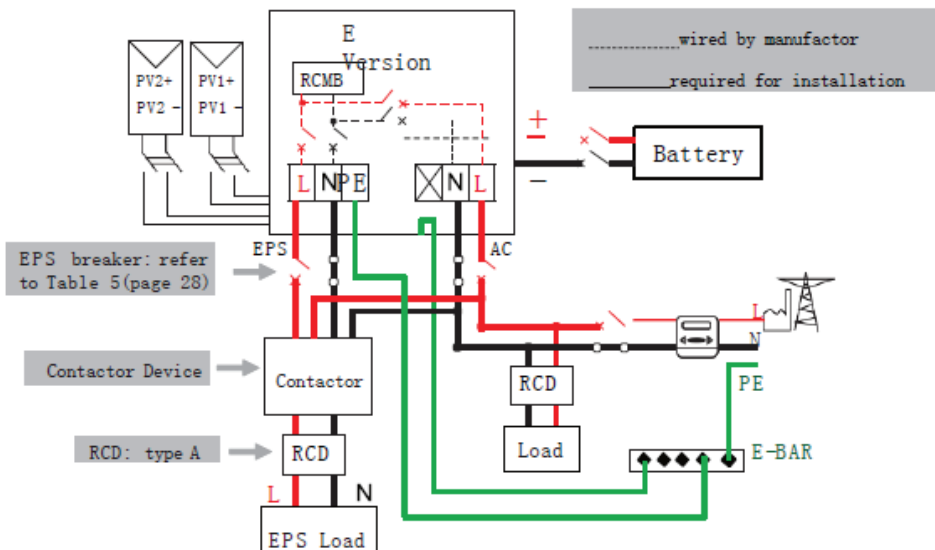 E
Version
RCMB
PV2+
PV2 -
PV1+
PV1 -
wired by manufactor
required for installation
+
-
Battery
L N PE
N L
EPS
AC
EPS breaker: refer
to Table 5(page 28)
L
N
PE
Contactor Device
Contactor
RCD
Load
E-BAR
RCD: type A
RCD
L N
EPS Load